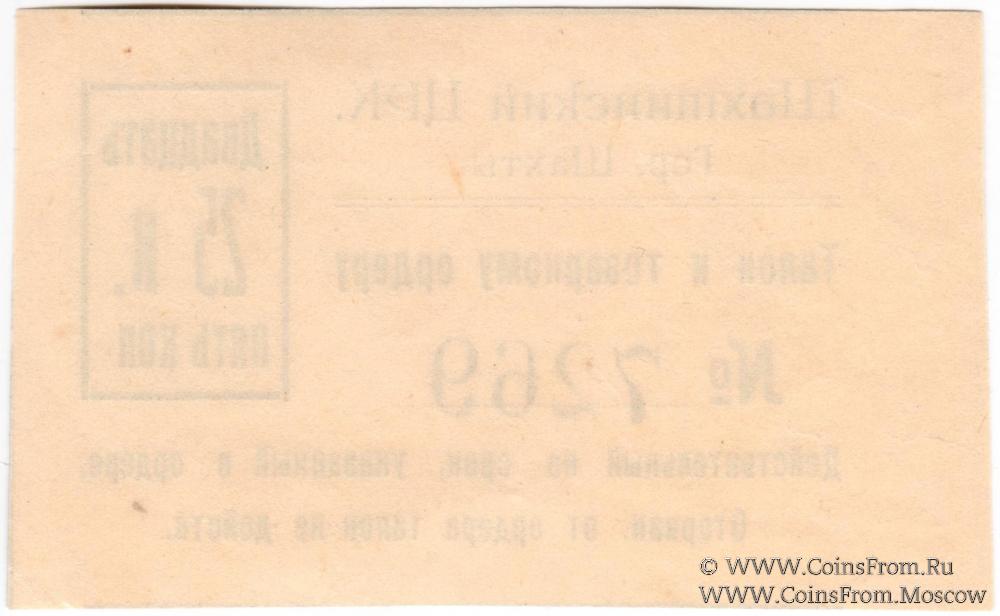 Шахтинский ЦРК.
Гор. Шахты.
Талон к товарному ордеру
№ 7269
Двадцать
25 к.
пять коп
Действительный на срок, указаный в ордере.
Оторван. от ордера талон не действ.
© WWW.CoinsFrom.Ru
WWW.CoinsFrom.Moscow